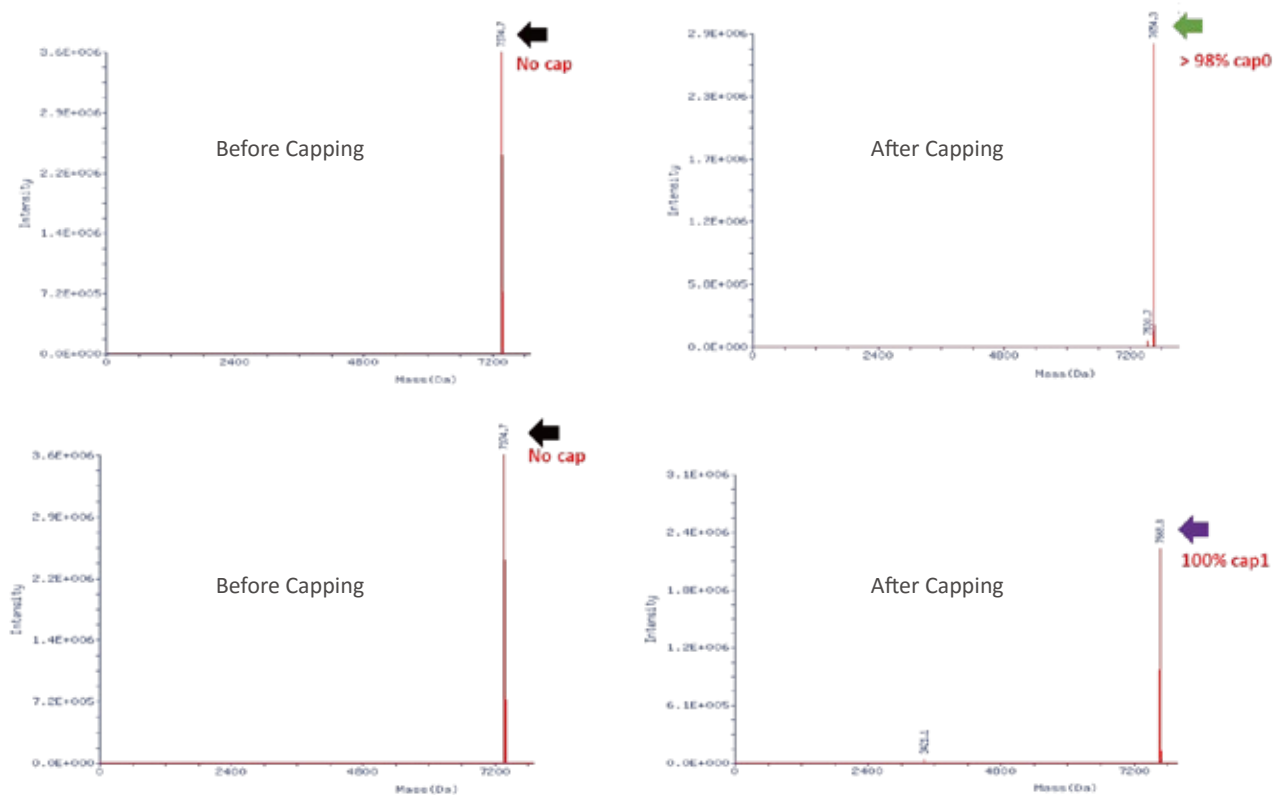 No cap
3.6E+006
2.9E+006
2.2E+006
1.4E+006
7.2E+005
0.0E+000
Intensity
Before Capping
0 2400 4800 7200
Mass(Da)
> 98% cap0
2.9E+006
2.3E+006
1.7E+006
1.2E+006
5.8E+005
0.0E+000
Intensity
After Capping
0 2400 4800 7200
Mass(Da)
No cap
3.6E+006
2.9E+006
2.2E+006
1.4E+006
7.2E+005
0.0E+000
Intensity
Before Capping
0 2400 4800 7200
Mass(Da)
100% cap1
3.1E+006
2.4E+006
1.8E+006
1.2E+006
6.1E+005
0.0E+000
Intensity
After Capping
0 2400 4800 7200
Mass(Da)